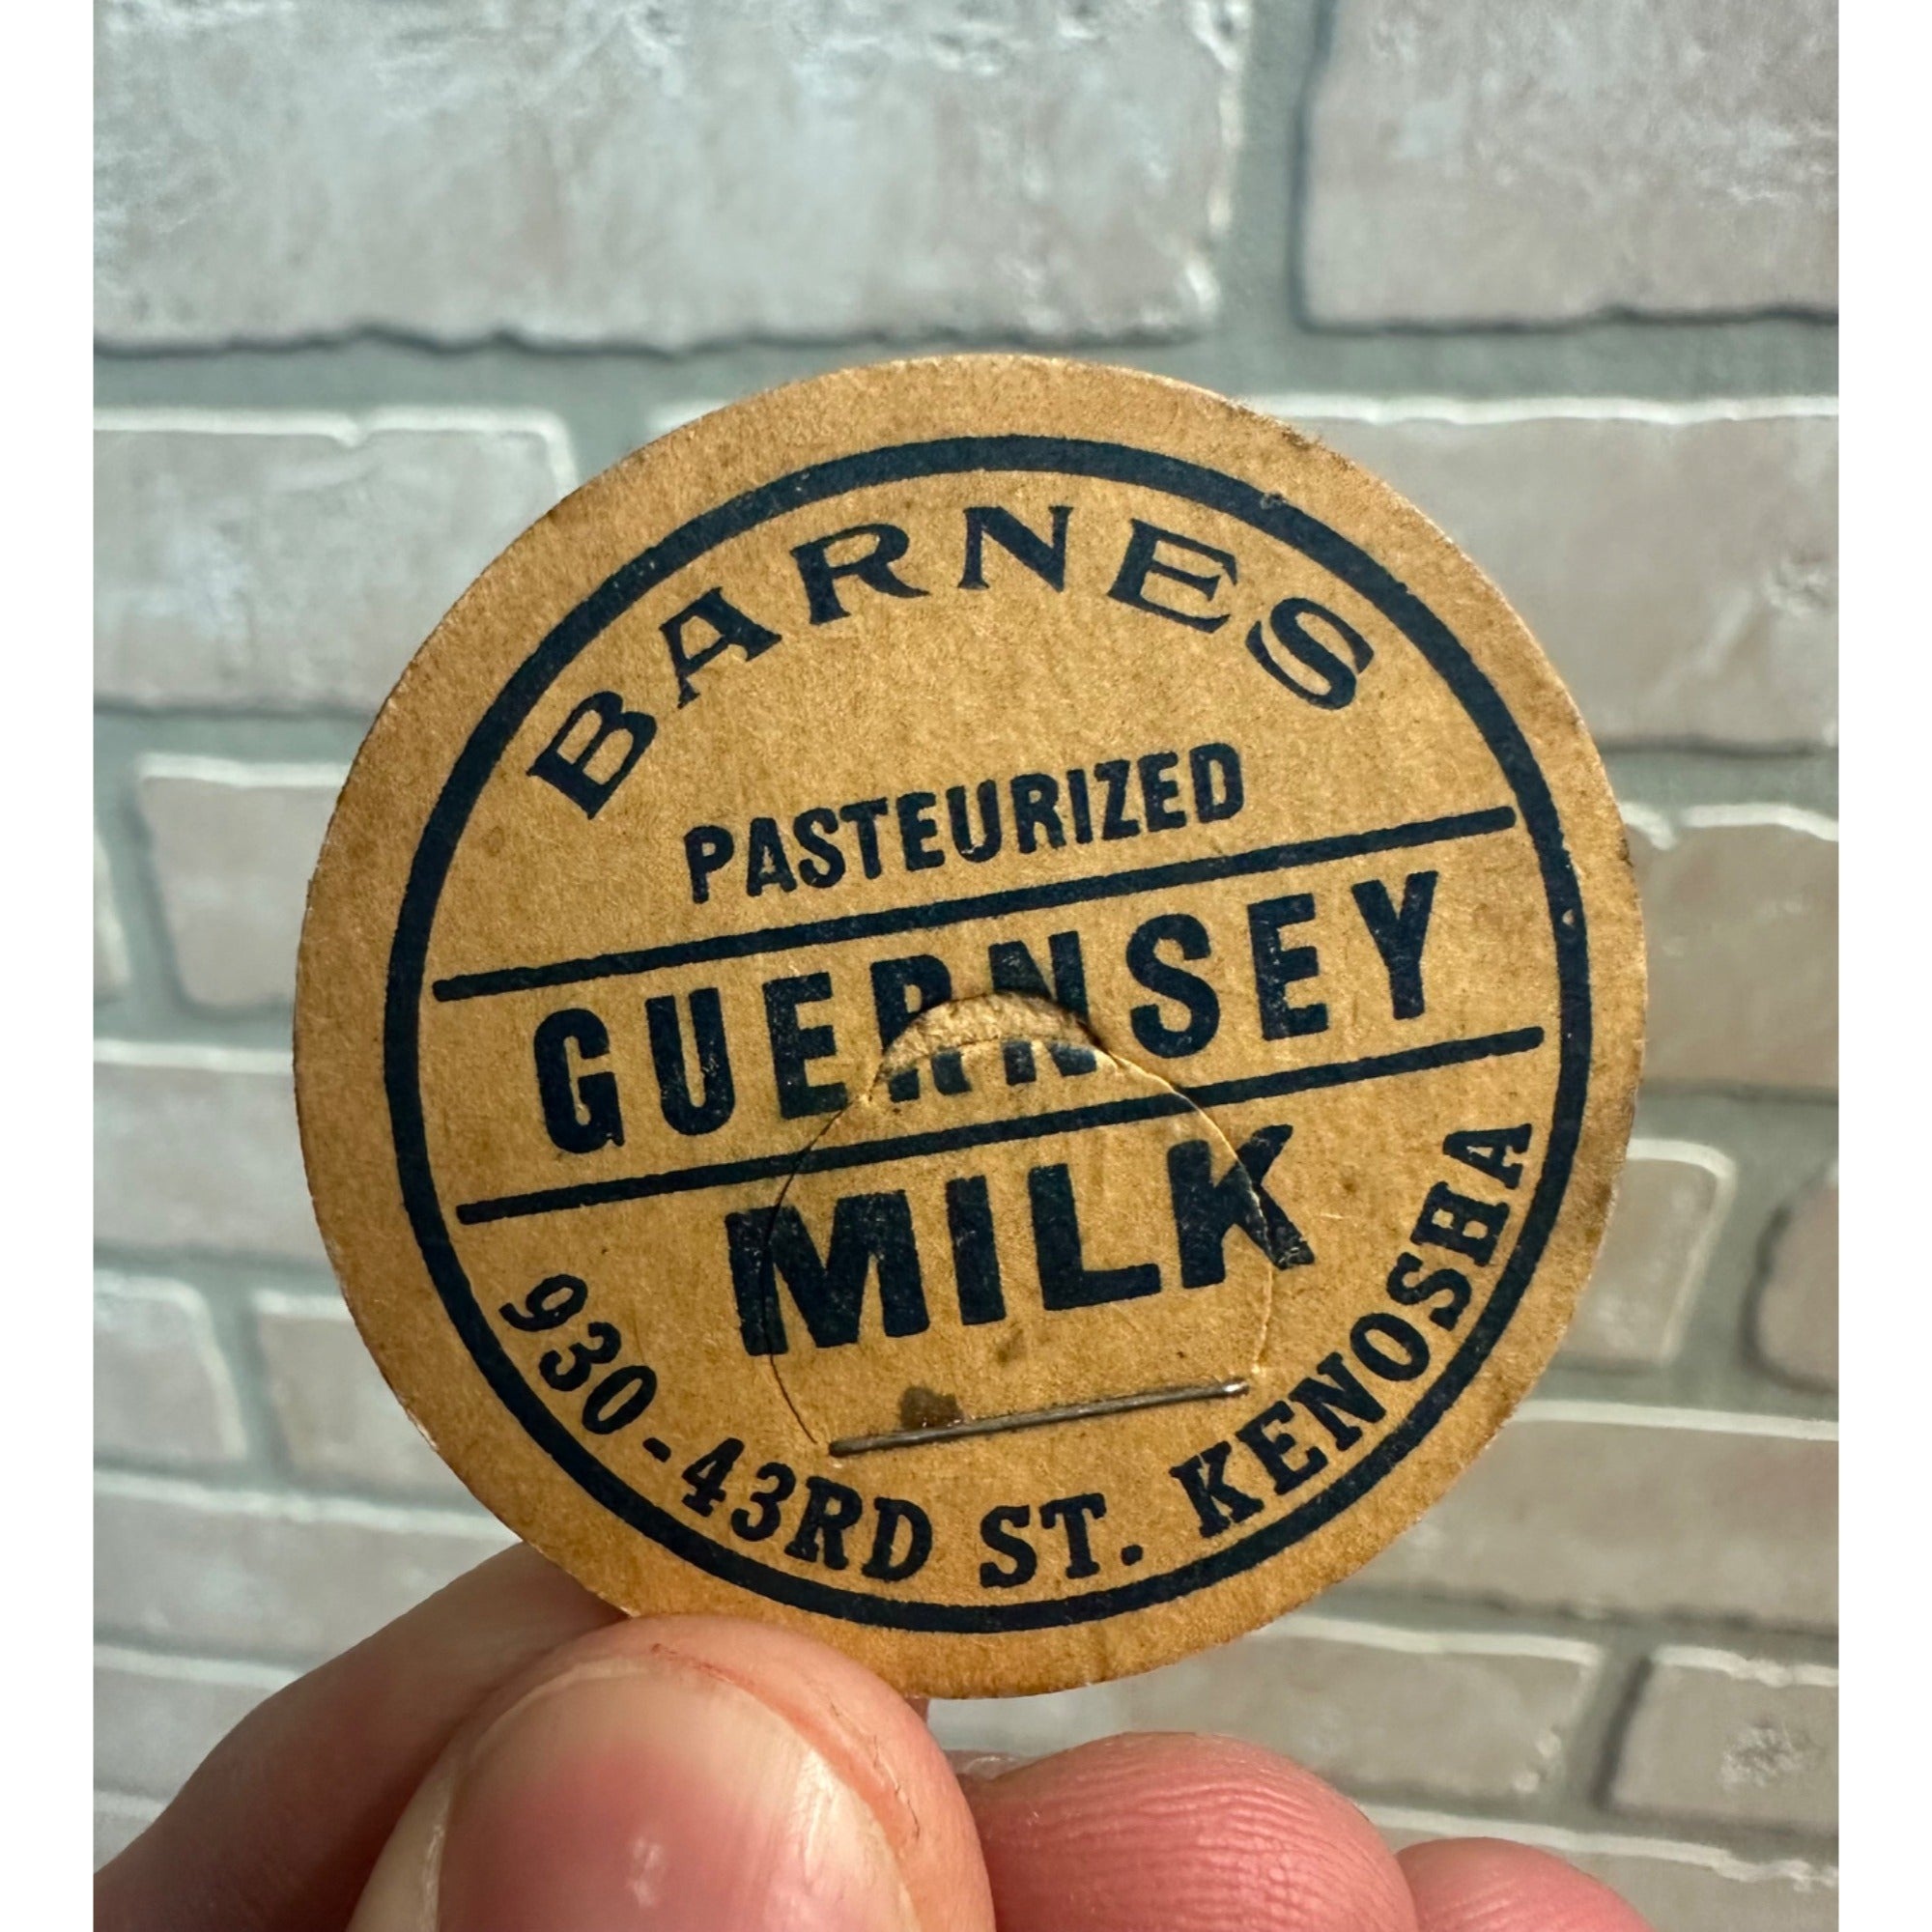 BARNES
PASTEURIZED
GUERNSEY
MILK
930-43RD ST. KENOSHA